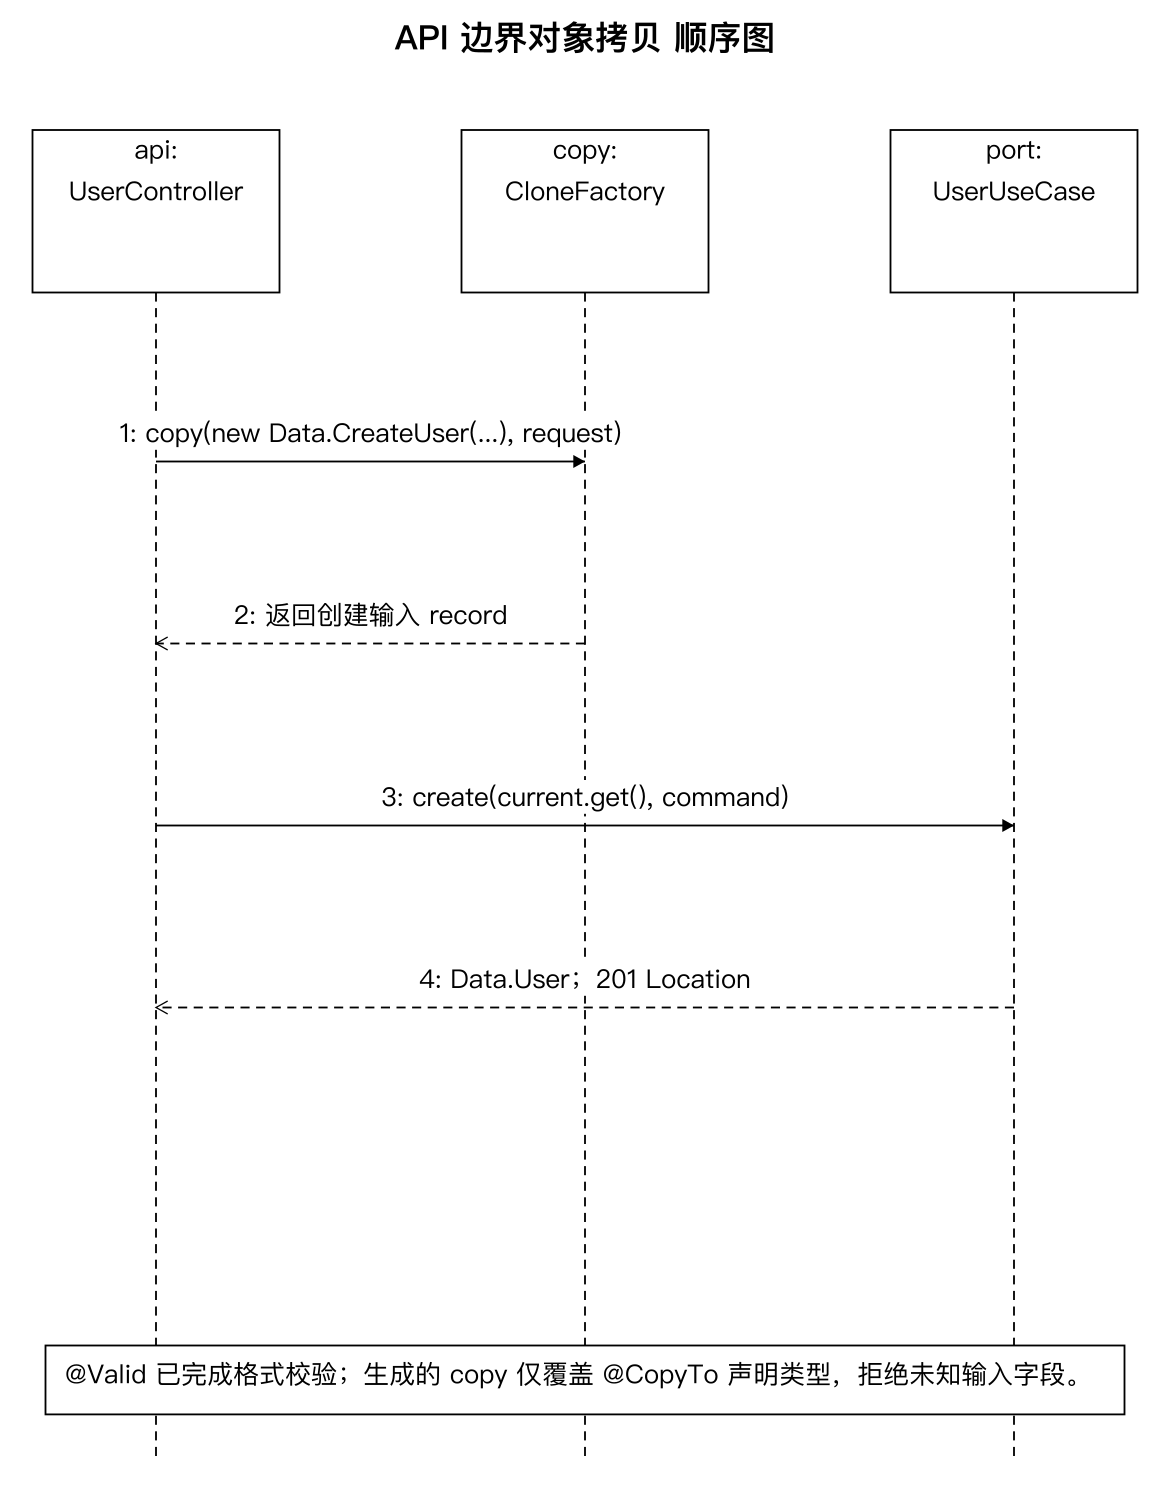 API 边界对象拷贝 顺序图
api:
UserController
copy:
CloneFactory
port:
UserUseCase
1: copy(new Data.CreateUser(...), request)
2: 返回创建输入 record
3: create(current.get(), command)
4: Data.User；201 Location
@Valid 已完成格式校验；生成的 copy 仅覆盖 @CopyTo 声明类型，拒绝未知输入字段。